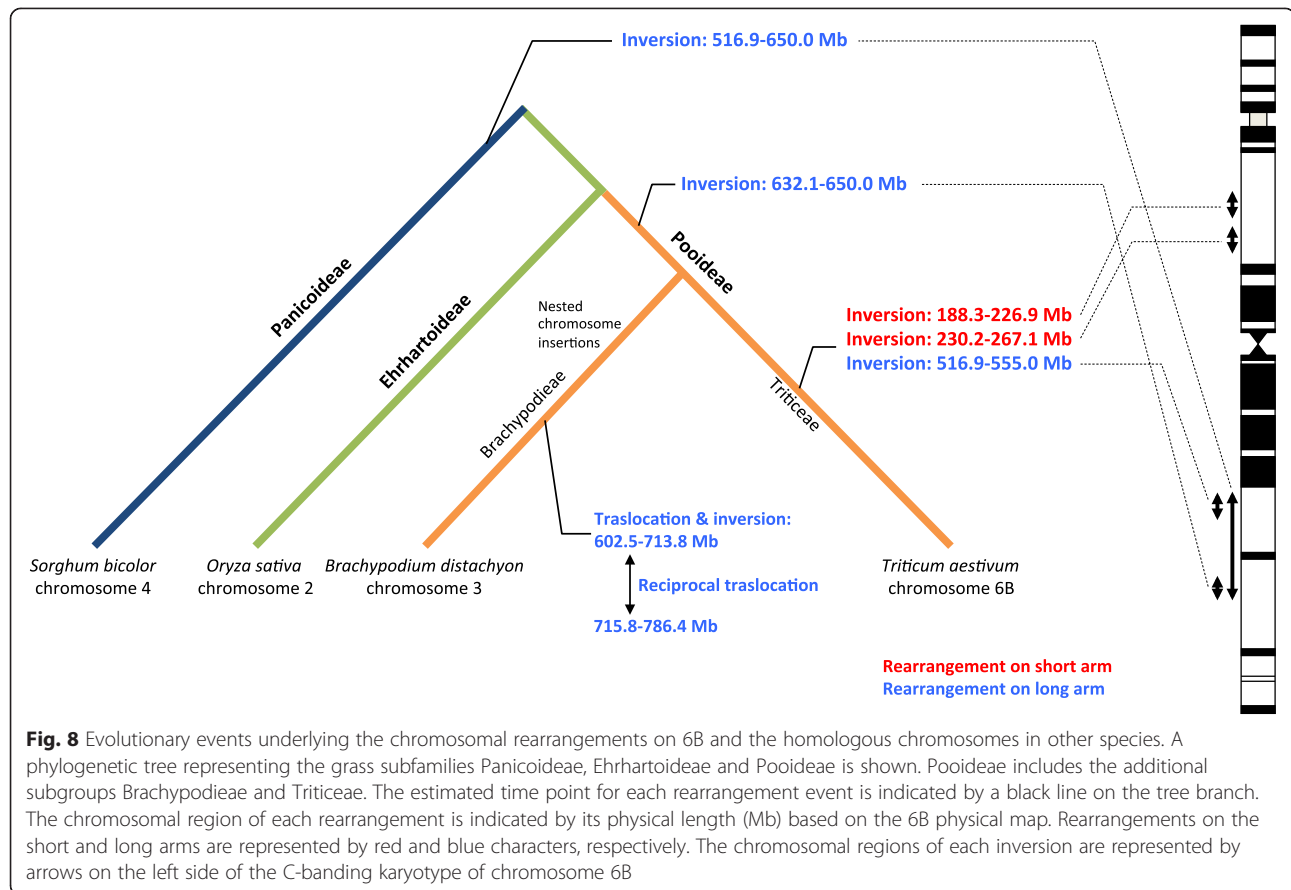 Inversion: 516.9-650.0 Mb
Inversion: 632.1-650.0 Mb
Panicoideae
Ehrhartoideae
Pooideae
Nested
chromosome
insertions
Brachypodieae
Triticeae
Inversion: 188.3-226.9 Mb
Inversion: 230.2-267.1 Mb
Inversion: 516.9-555.0 Mb
Traslocation & inversion:
602.5-713.8 Mb
Reciprocal traslocation
715.8-786.4 Mb
Sorghum bicolor
chromosome 4
Oryza sativa
chromosome 2
Brachypodium distachyon
chromosome 3
Triticum aestivum
chromosome 6B
Rearrangement on short arm
Rearrangement on long arm
Fig. 8 Evolutionary events underlying the chromosomal rearrangements on 6B and the homologous chromosomes in other species. A
phylogenetic tree representing the grass subfamilies Panicoideae, Ehrhartoideae and Pooideae is shown. Pooideae includes the additional
subgroups Brachypodieae and Triticeae. The estimated time point for each rearrangement event is indicated by a black line on the tree branch.
The chromosomal region of each rearrangement is indicated by its physical length (Mb) based on the 6B physical map. Rearrangements on the
short and long arms are represented by red and blue characters, respectively. The chromosomal regions of each inversion are represented by
arrows on the left side of the C-banding karyotype of chromosome 6B